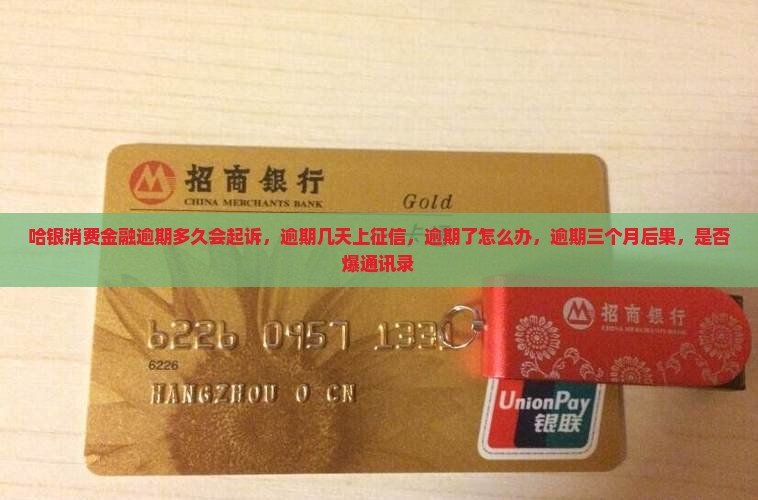 招商银行
CHINA MERCHANTS BANK
Gold
哈银消费金融逾期多久会起诉，逾期几天上征信，逾期了怎么办，逾期三个月后果，是否
爆通讯录
招商银行
CHINA MERCHANTS BANK
6226 0957 1331
6226
HANGZHOU O CN
UnionPay
银联